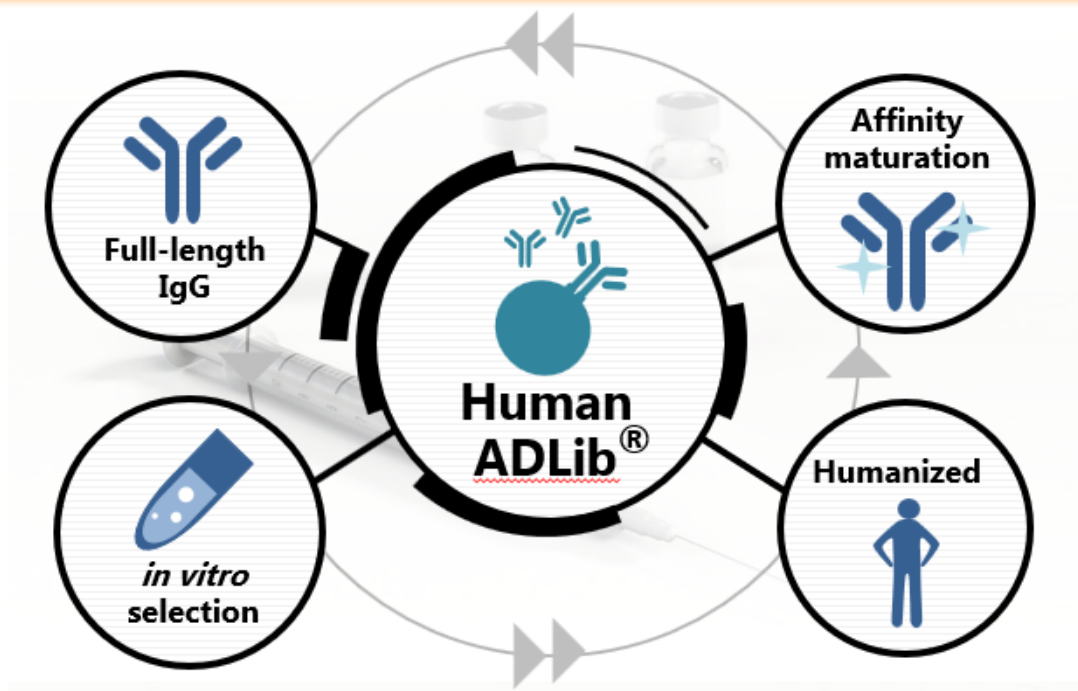 Full-length
IgG
Affinity
maturation
Human
ADLib®
in vitro
selection
Humanized